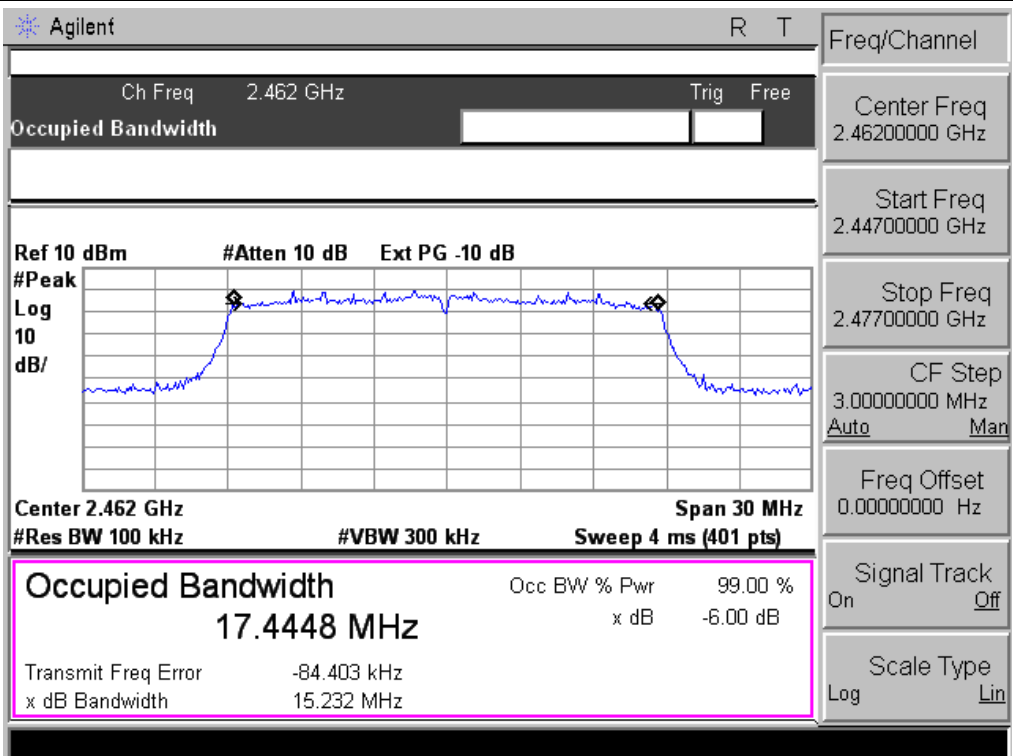 Agilent R T
Ch Freq 2.462 GHz Trig Free
Occupied Bandwidth
Ref 10 dBm #Atten 10 dB Ext PG -10 dB
#Peak
Log
10
dB/
Center 2.462 GHz Span 30 MHz
#Res BW 100 kHz #VBW 300 kHz Sweep 4 ms (401 pts)
Occupied Bandwidth Occ BW % Pwr 99.00 %
17.4448 MHz x dB -6.00 dB
Transmit Freq Error -84.403 kHz
x dB Bandwidth 15.232 MHz
Freq/Channel
Center Freq
2.46200000 GHz
Start Freq
2.44700000 GHz
Stop Freq
2.47700000 GHz
CF Step
3.00000000 MHz
Auto Man
Freq Offset
0.00000000 Hz
Signal Track
On Off
Scale Type
Log Lin